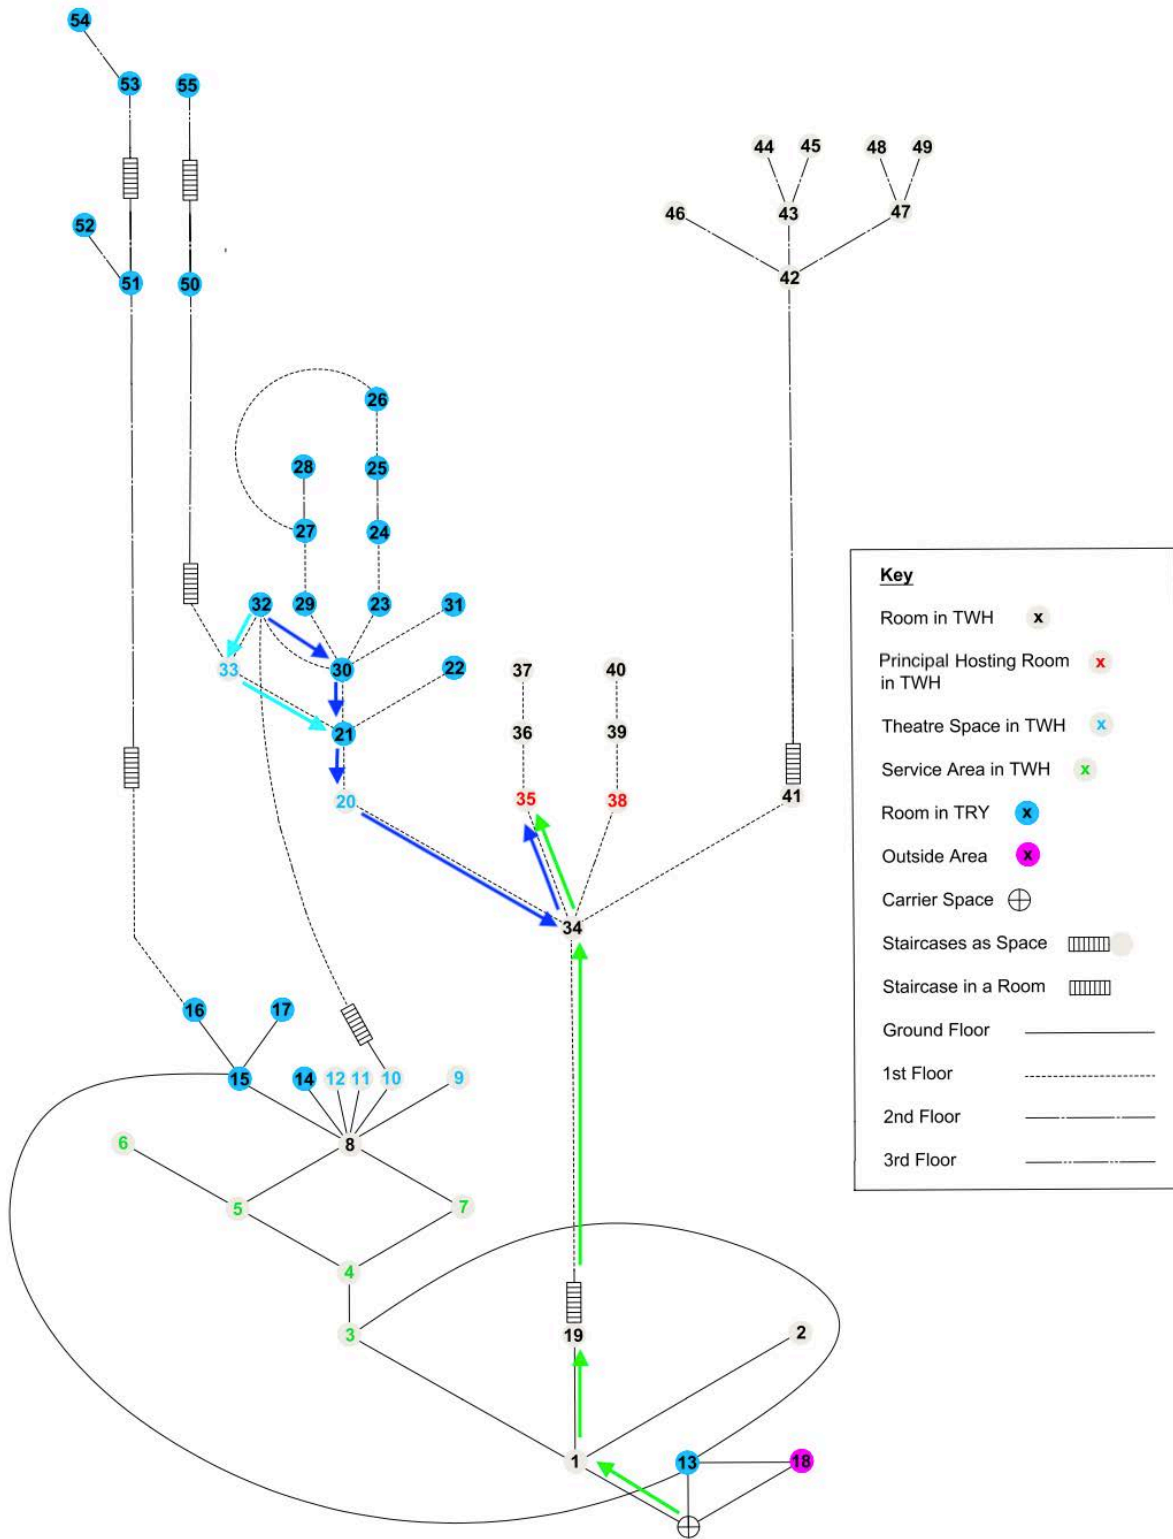 54
53 55
44 45 48 49
52
46 43 47
51 50
42
26
28 25
27 24
32 29 23 31
33 30 22 37 40
21 36 39
20 35 38 41
34
16 17
15 14 12 11 10 9
6 8
5 7
4
3 19 2
1 13 18
Key
Room in TWH x
Principal Hosting Room x
in TWH
Theatre Space in TWH x
Service Area in TWH x
Room in TRY x
Outside Area x
Carrier Space
Staircases as Space
Staircase in a Room
Ground Floor
1st Floor
2nd Floor
3rd Floor